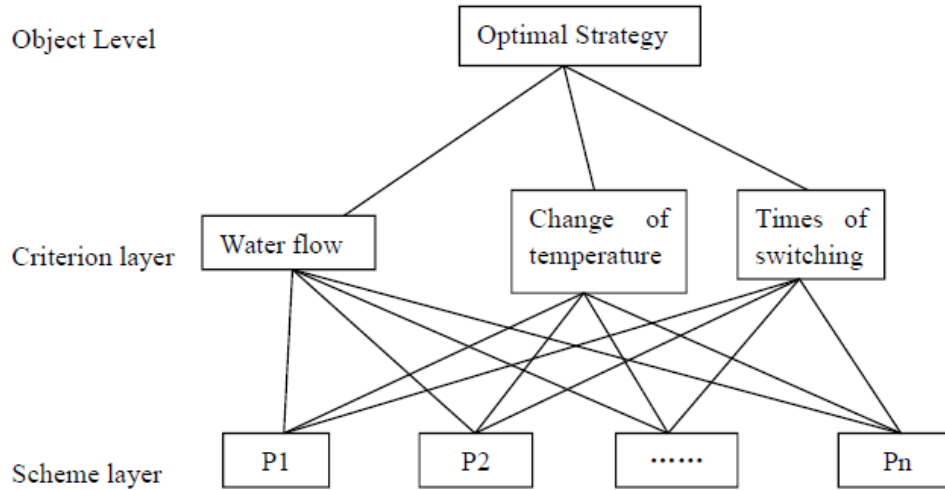 Object Level
Optimal Strategy
Criterion layer
Water flow
Change of
temperature
Times of
switching
Scheme layer
P1
P2
······
Pn